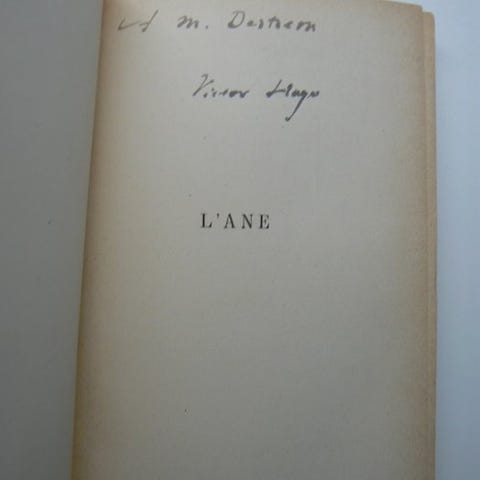 A M. Destrem
Victor Hugo
L'ANE